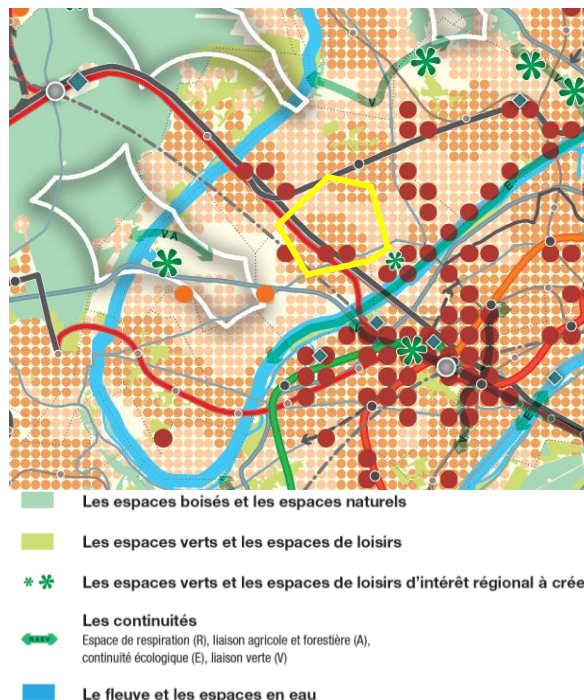 V
V
E
V A
V
E
V
Les espaces boisés et les espaces naturels
Les espaces verts et les espaces de loisirs
Les espaces verts et les espaces de loisirs d'intérêt régional à crée
Les continuités
RAEV
Espace de respiration (R), liaison agricole et forestière (A),
continuité écologique (E), liaison verte (V)
Le fleuve et les espaces en eau